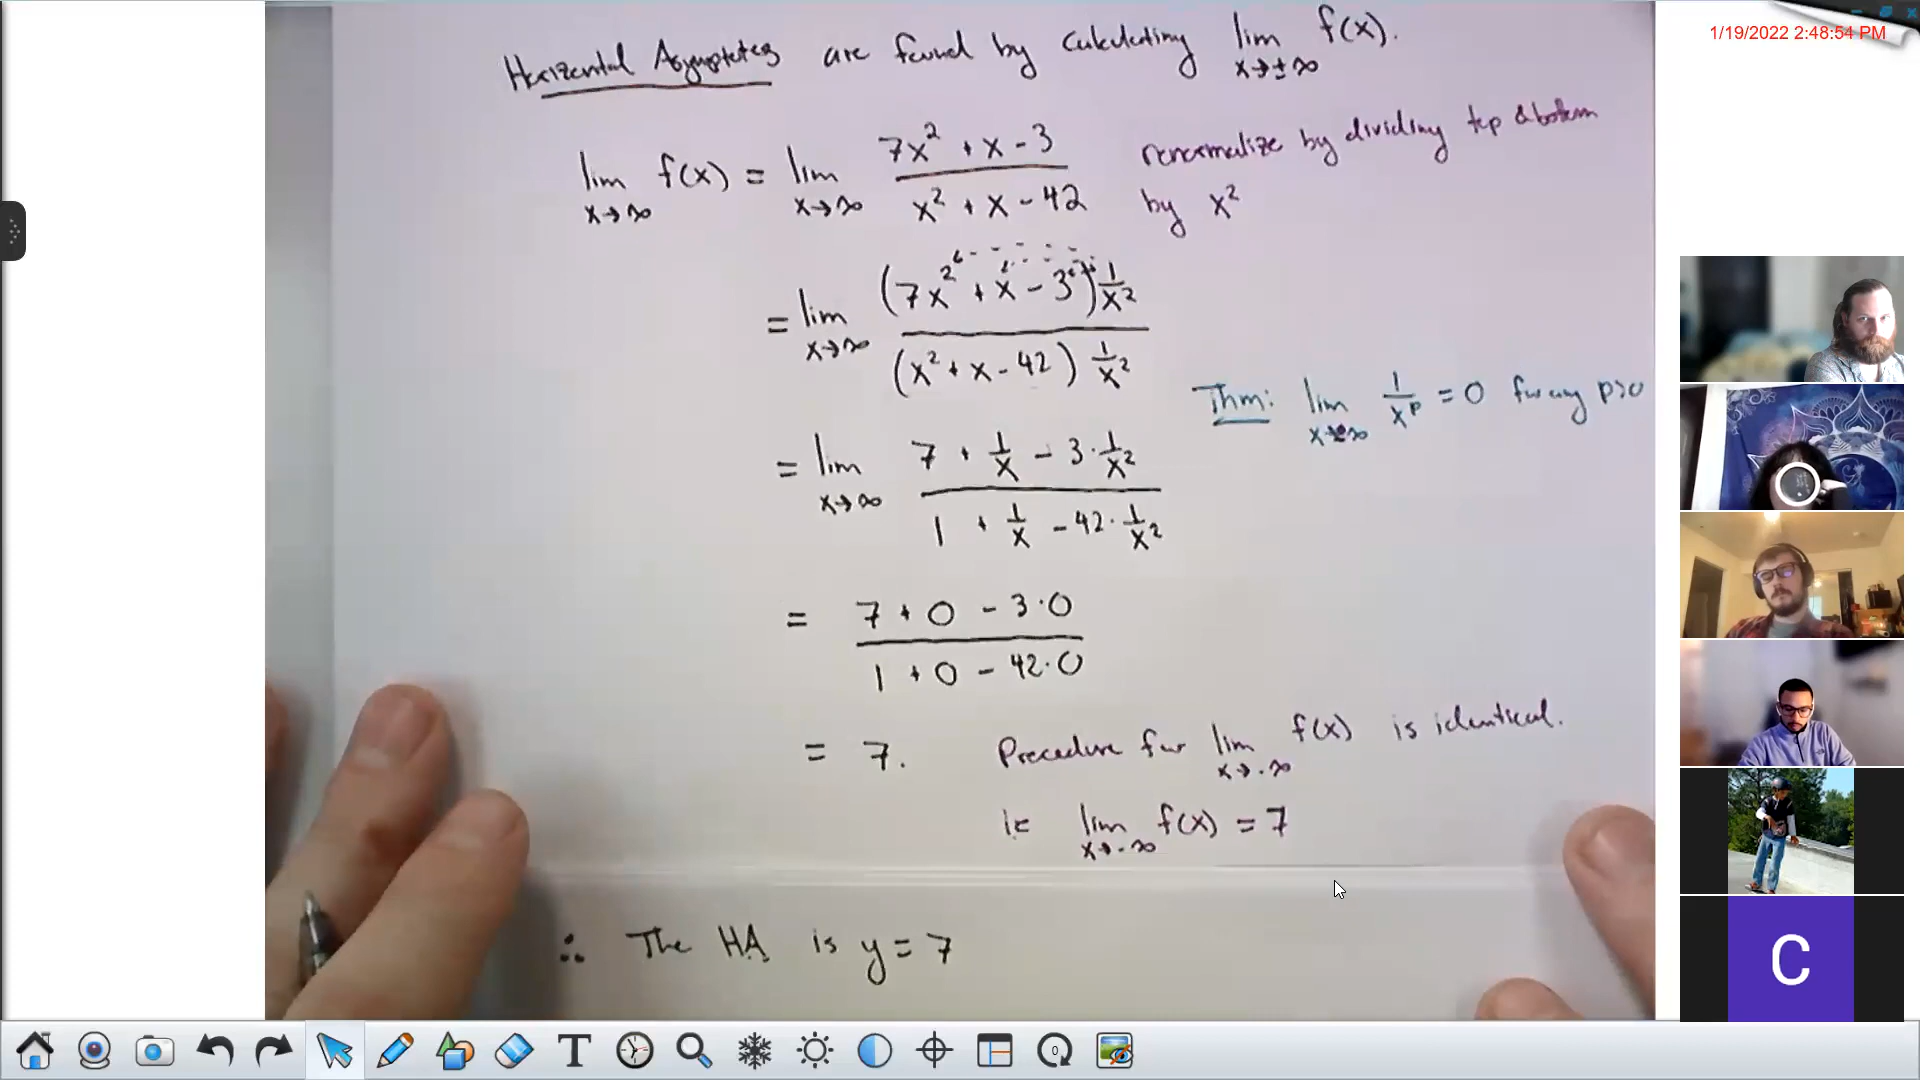 1/19/2022 2:48:54 PM
Horizontal Asymptotes are found by calculating lim x→±∞ f(x).
lim x→∞ f(x) = lim x→∞ (7x² + x - 3)/(x² + x - 42) renormalize by dividing top & bottom
by x²
= lim x→∞ ((7x² + x - 3) 1/x²)/((x² + x - 42) 1/x²)
Thm: lim x→∞ 1/xᵖ = 0 for any p>0
= lim x→∞ (7 + 1/x - 3·1/x²)/(1 + 1/x - 42·1/x²)
= (7 + 0 - 3·0)/(1 + 0 - 42·0)
= 7. Procedure for lim x→-∞ f(x) is identical.
ie lim x→-∞ f(x) = 7
∴ The HA is y = 7
C
T
0